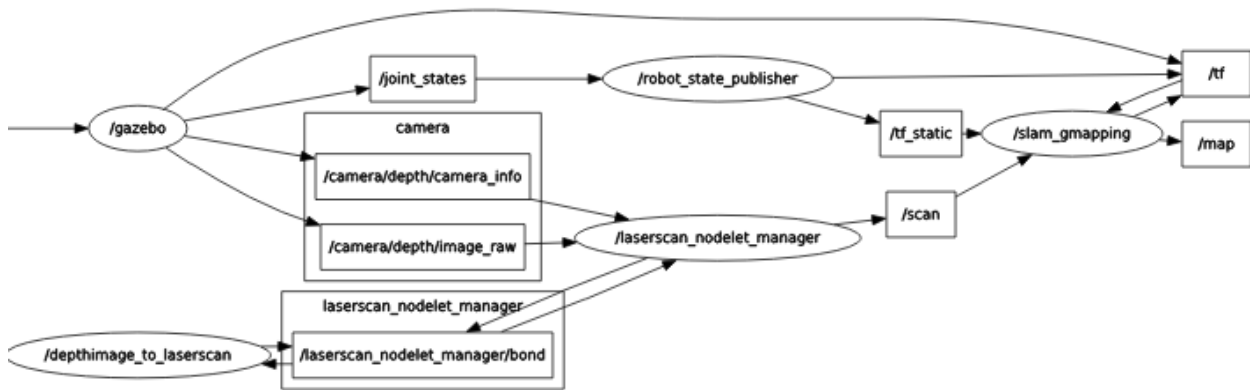 /joint_states
/robot_state_publisher
/tf
/gazebo
camera
/tf_static
/slam_gmapping
/map
/camera/depth/camera_info
/scan
/camera/depth/image_raw
/laserscan_nodelet_manager
laserscan_nodelet_manager
/depthimage_to_laserscan
/laserscan_nodelet_manager/bond